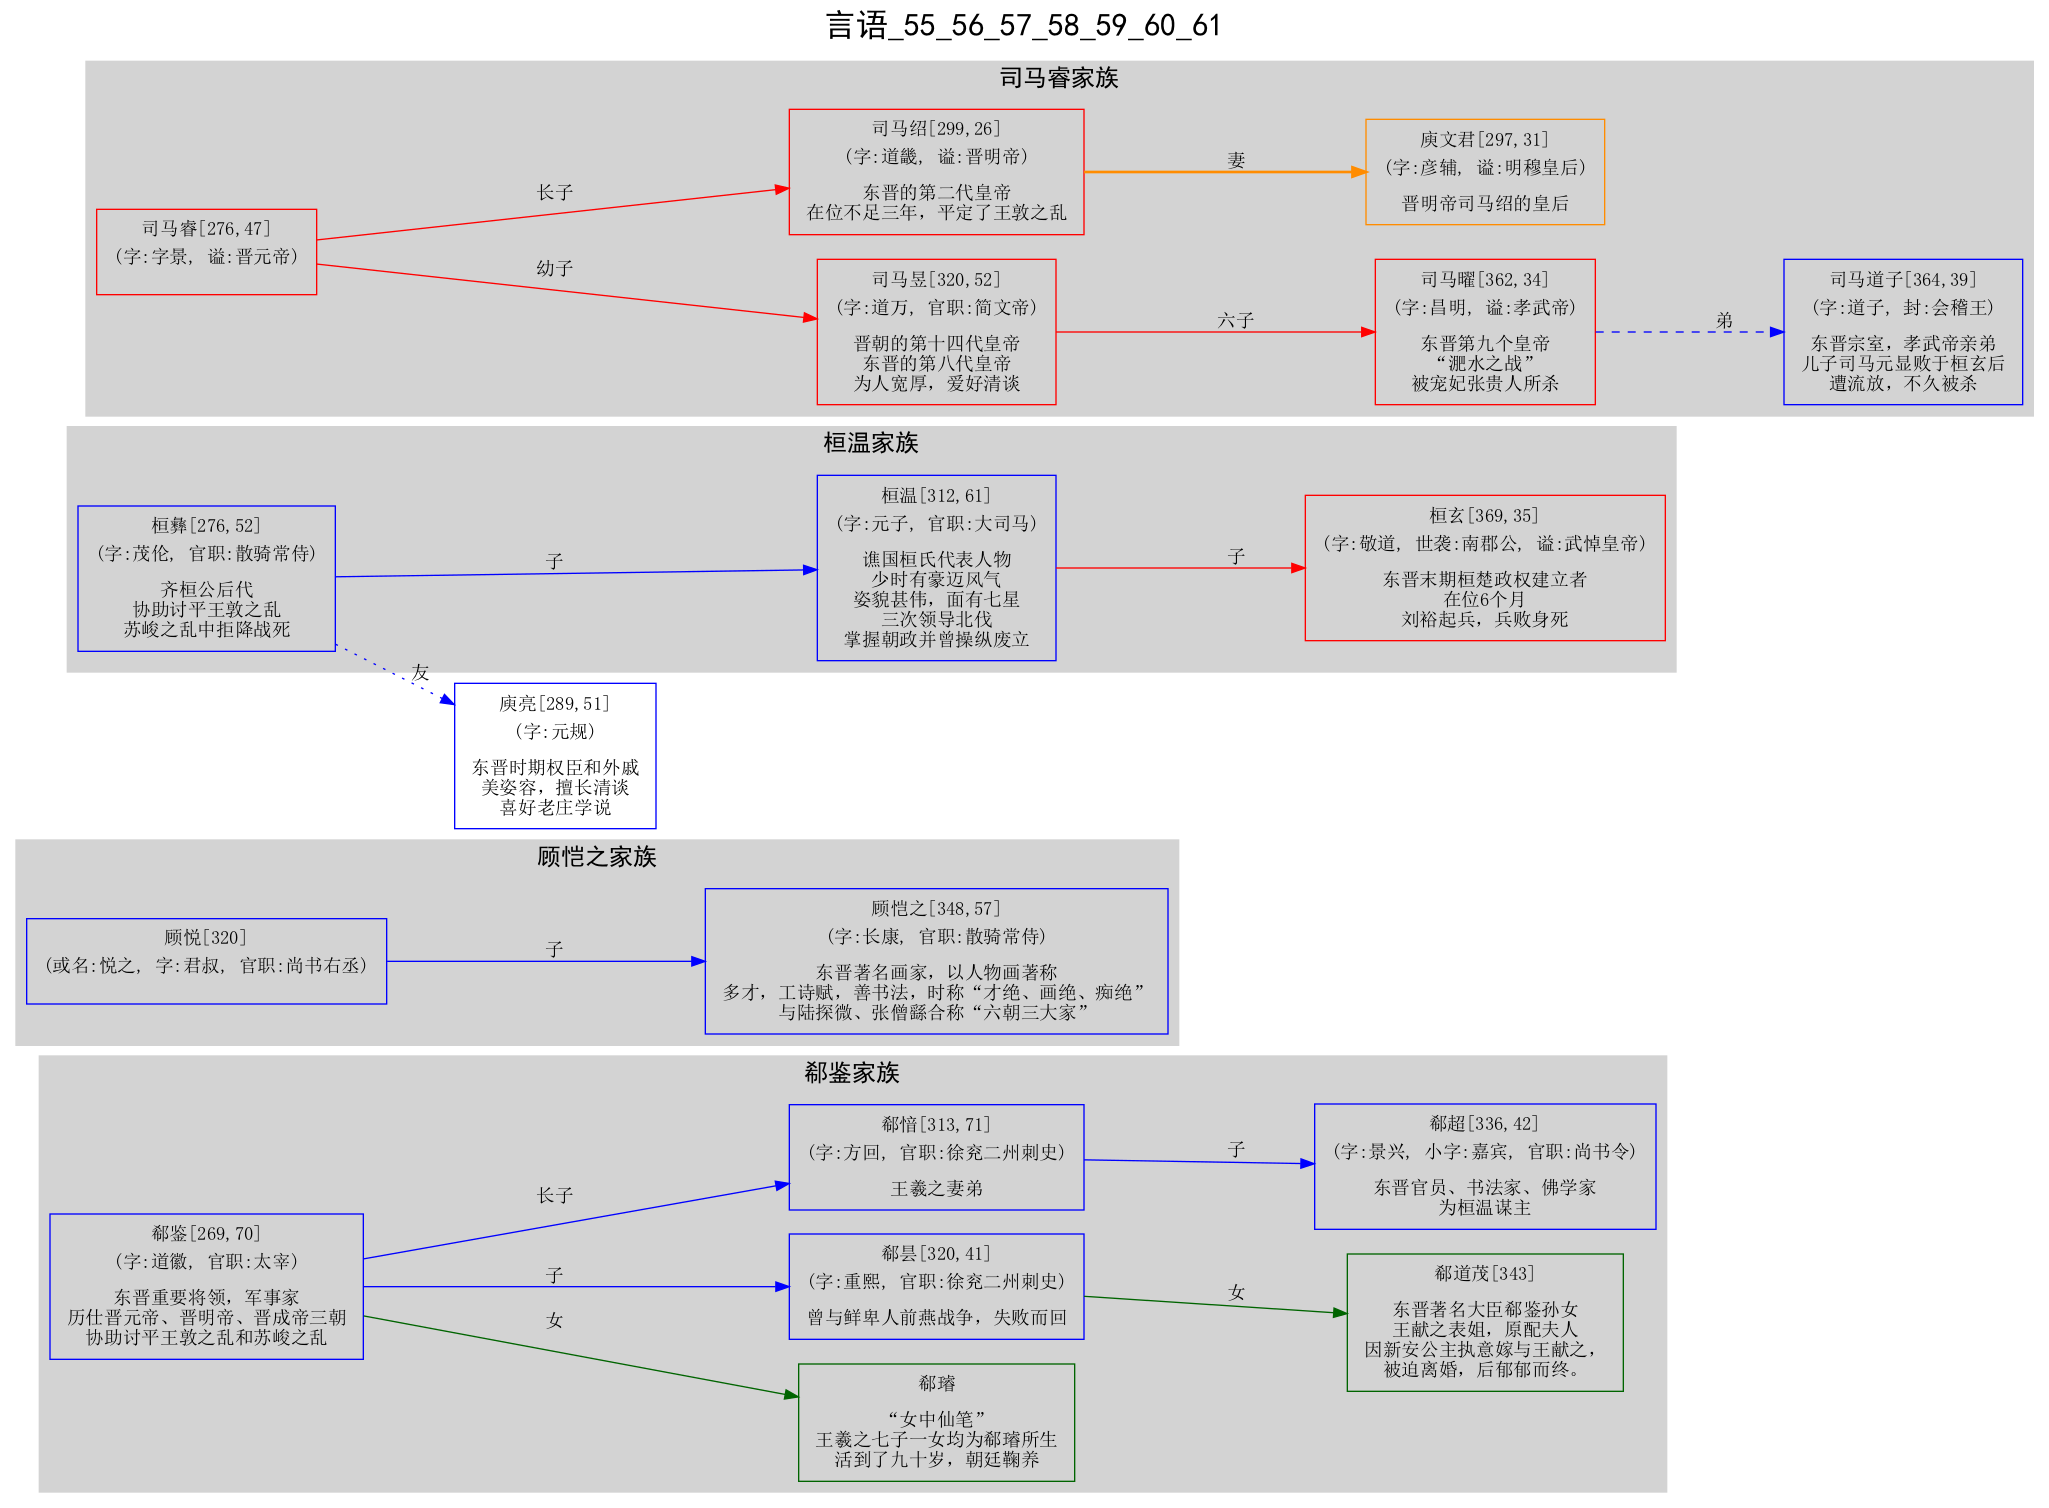 言语_55_56_57_58_59_60_61
司马睿家族
司马睿[276,47]
(字:字景, 谥:晋元帝)
长子
幼子
司马绍[299,26]
(字:道畿, 谥:晋明帝)
东晋的第二代皇帝
在位不足三年，平定了王敦之乱
妻
庾文君[297,31]
(字:彦辅, 谥:明穆皇后)
晋明帝司马绍的皇后
司马昱[320,52]
(字:道万, 官职:简文帝)
晋朝的第十四代皇帝
东晋的第八代皇帝
为人宽厚，爱好清谈
六子
司马曜[362,34]
(字:昌明, 谥:孝武帝)
东晋第九个皇帝
“淝水之战”
被宠妃张贵人所杀
弟
司马道子[364,39]
(字:道子, 封:会稽王)
东晋宗室，孝武帝亲弟
儿子司马元显败于桓玄后
遭流放，不久被杀
桓温家族
桓彝[276,52]
(字:茂伦, 官职:散骑常侍)
齐桓公后代
协助讨平王敦之乱
苏峻之乱中拒降战死
子
桓温[312,61]
(字:元子, 官职:大司马)
谯国桓氏代表人物
少时有豪迈风气
姿貌甚伟，面有七星
三次领导北伐
掌握朝政并曾操纵废立
子
桓玄[369,35]
(字:敬道, 世袭:南郡公, 谥:武悼皇帝)
东晋末期桓楚政权建立者
在位6个月
刘裕起兵，兵败身死
友
庾亮[289,51]
(字:元规)
东晋时期权臣和外戚
美姿容，擅长清谈
喜好老庄学说
顾恺之家族
顾悦[320]
(或名:悦之, 字:君叔, 官职:尚书右丞)
子
顾恺之[348,57]
(字:长康, 官职:散骑常侍)
东晋著名画家，以人物画著称
多才，工诗赋，善书法，时称“才绝、画绝、痴绝”
与陆探微、张僧繇合称“六朝三大家”
郗鉴家族
郗鉴[269,70]
(字:道徽, 官职:太宰)
东晋重要将领，军事家
历仕晋元帝、晋明帝、晋成帝三朝
协助讨平王敦之乱和苏峻之乱
长子
子
女
郗愔[313,71]
(字:方回, 官职:徐兖二州刺史)
王羲之妻弟
子
郗超[336,42]
(字:景兴, 小字:嘉宾, 官职:尚书令)
东晋官员、书法家、佛学家
为桓温谋主
郗昙[320,41]
(字:重熙, 官职:徐兖二州刺史)
曾与鲜卑人前燕战争，失败而回
女
郗道茂[343]
东晋著名大臣郗鉴孙女
王献之表姐，原配夫人
因新安公主执意嫁与王献之，
被迫离婚，后郁郁而终。
郗璿
“女中仙笔”
王羲之七子一女均为郗璿所生
活到了九十岁，朝廷鞠养